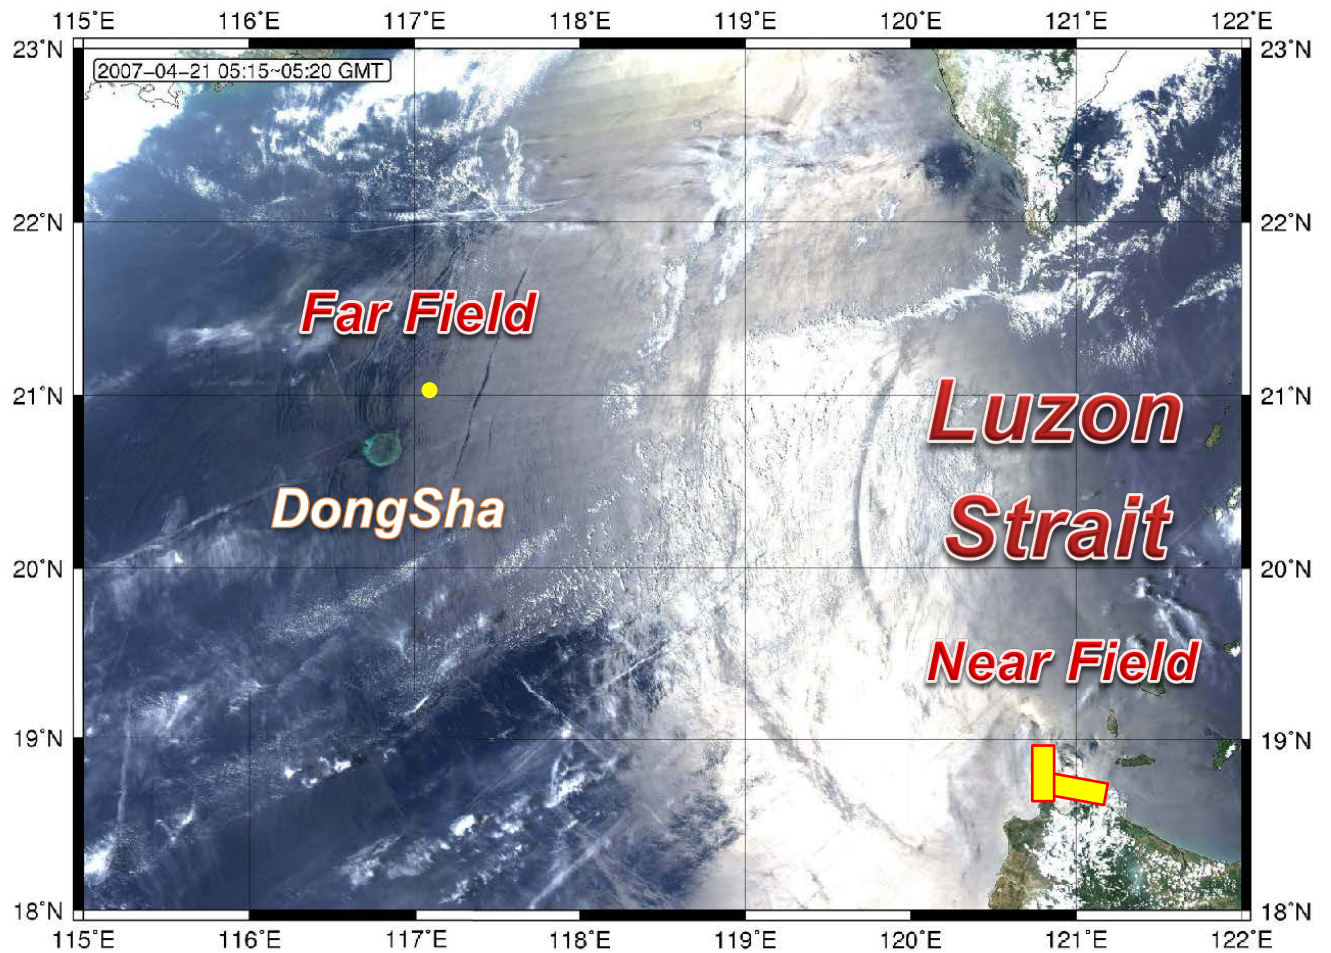 115°E 116°E 117°E 118°E 119°E 120°E 121°E 122°E
23°N 23°N
2007-04-21 05:15~05:20 GMT
22°N 22°N
Far Field
21°N 21°N
Luzon
DongSha
Strait
20°N 20°N
Near Field
19°N 19°N
18°N 18°N
115°E 116°E 117°E 118°E 119°E 120°E 121°E 122°E